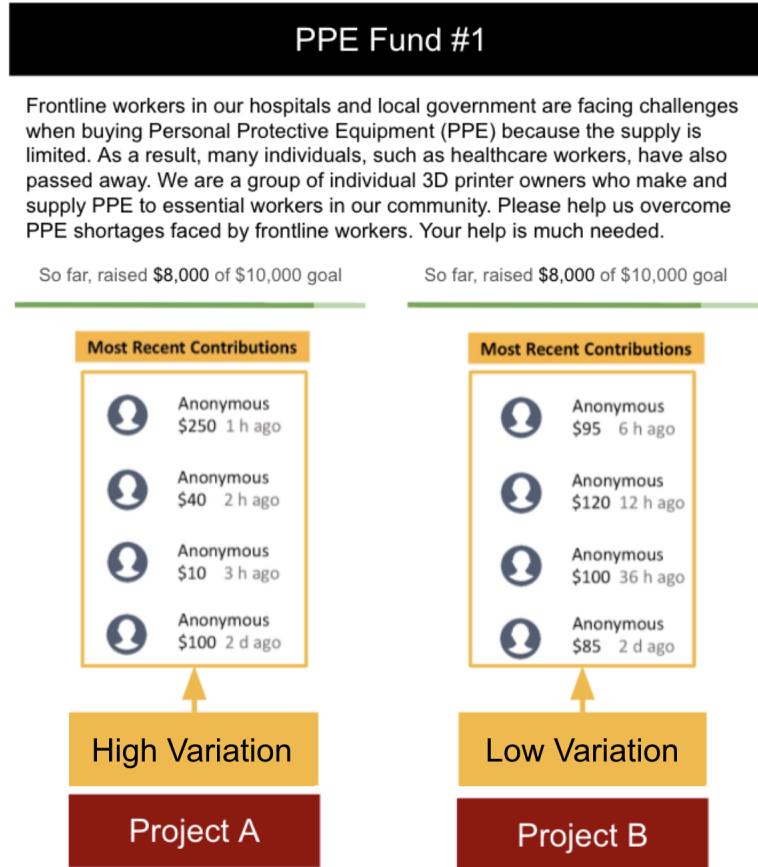 PPE Fund #1
Frontline workers in our hospitals and local government are facing challenges
when buying Personal Protective Equipment (PPE) because the supply is
limited. As a result, many individuals, such as healthcare workers, have also
passed away. We are a group of individual 3D printer owners who make and
supply PPE to essential workers in our community. Please help us overcome
PPE shortages faced by frontline workers. Your help is much needed.
So far, raised $8,000 of $10,000 goal
Most Recent Contributions
Anonymous
$250 1 h ago
Anonymous
$40 2 h ago
Anonymous
$10 3 h ago
Anonymous
$100 2 d ago
High Variation
Project A
So far, raised $8,000 of $10,000 goal
Most Recent Contributions
Anonymous
$95 6 h ago
Anonymous
$120 12 h ago
Anonymous
$100 36 h ago
Anonymous
$85 2 d ago
Low Variation
Project B